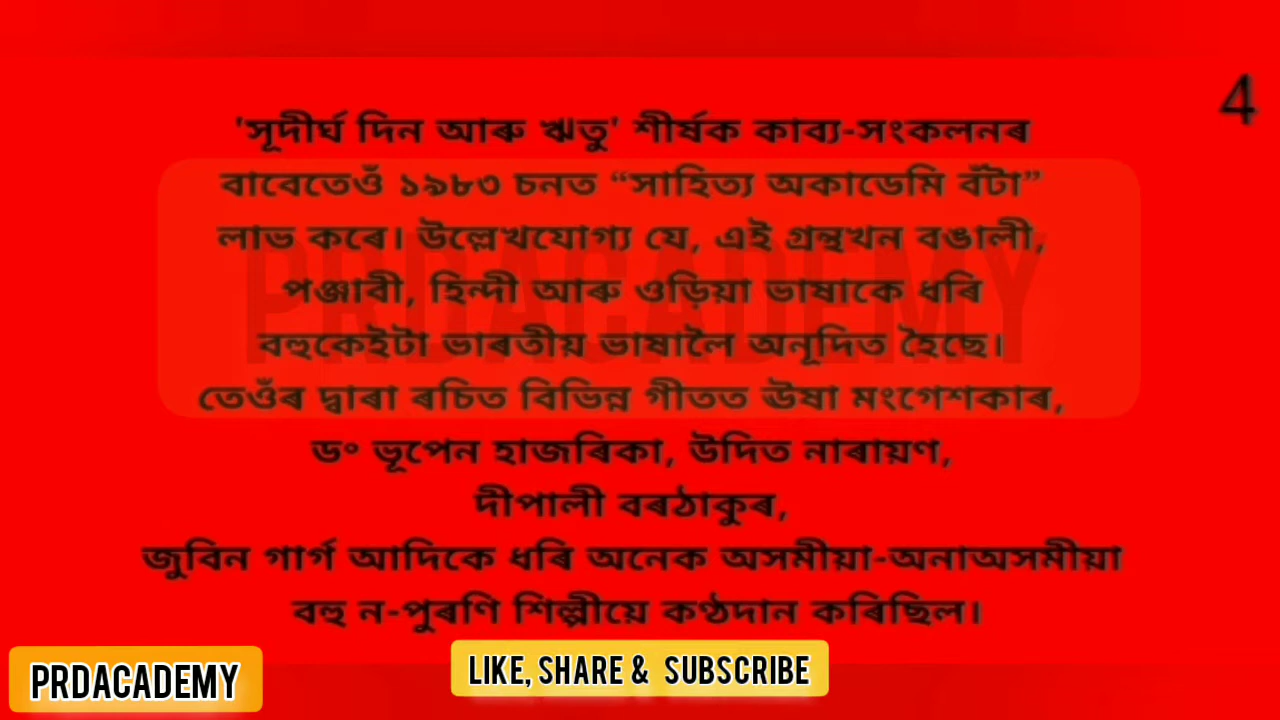 4
'সূদীৰ্ঘ দিন আৰু ঋতু' শীৰ্ষক কাব্য-সংকলনৰ
বাবেতেওঁ ১৯৮৩ চনত “সাহিত্য অকাডেমি বঁটা”
লাভ কৰে। উল্লেখযোগ্য যে, এই গ্ৰন্থখন বঙালী,
পঞ্জাবী, হিন্দী আৰু ওড়িয়া ভাষাকে ধৰি
বহুকেইটা ভাৰতীয় ভাষালৈ অনূদিত হৈছে।
তেওঁৰ দ্বাৰা ৰচিত বিভিন্ন গীতত ঊষা মংগেশকাৰ,
ড° ভূপেন হাজৰিকা, উদিত নাৰায়ণ,
দীপালী বৰঠাকুৰ,
জুবিন গাৰ্গ আদিকে ধৰি অনেক অসমীয়া-অনাঅসমীয়া
বহু ন-পুৰণি শিল্পীয়ে কণ্ঠদান কৰিছিল।
PRDACADEMY
PRDACADEMY
LIKE, SHARE & SUBSCRIBE